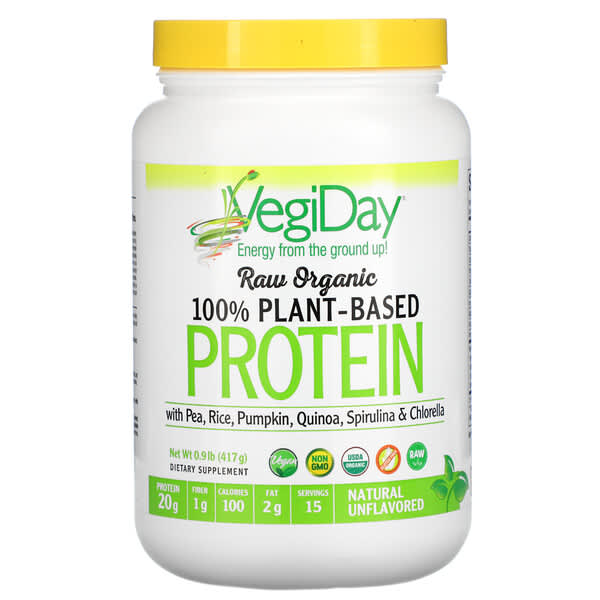 VegiDay®
Energy from the ground up!
Raw Organic
100% PLANT-BASED
PROTEIN
with Pea, Rice, Pumpkin, Quinoa, Spirulina & Chlorella
Net Wt 0.9 lb (417g)
DIETARY SUPPLEMENT
Vegan
NON GMO
USDA ORGANIC
RAW
PROTEIN 20g
FIBER 1g
CALORIES 100
FAT 2g
SERVINGS 15
NATURAL
UNFLAVORED